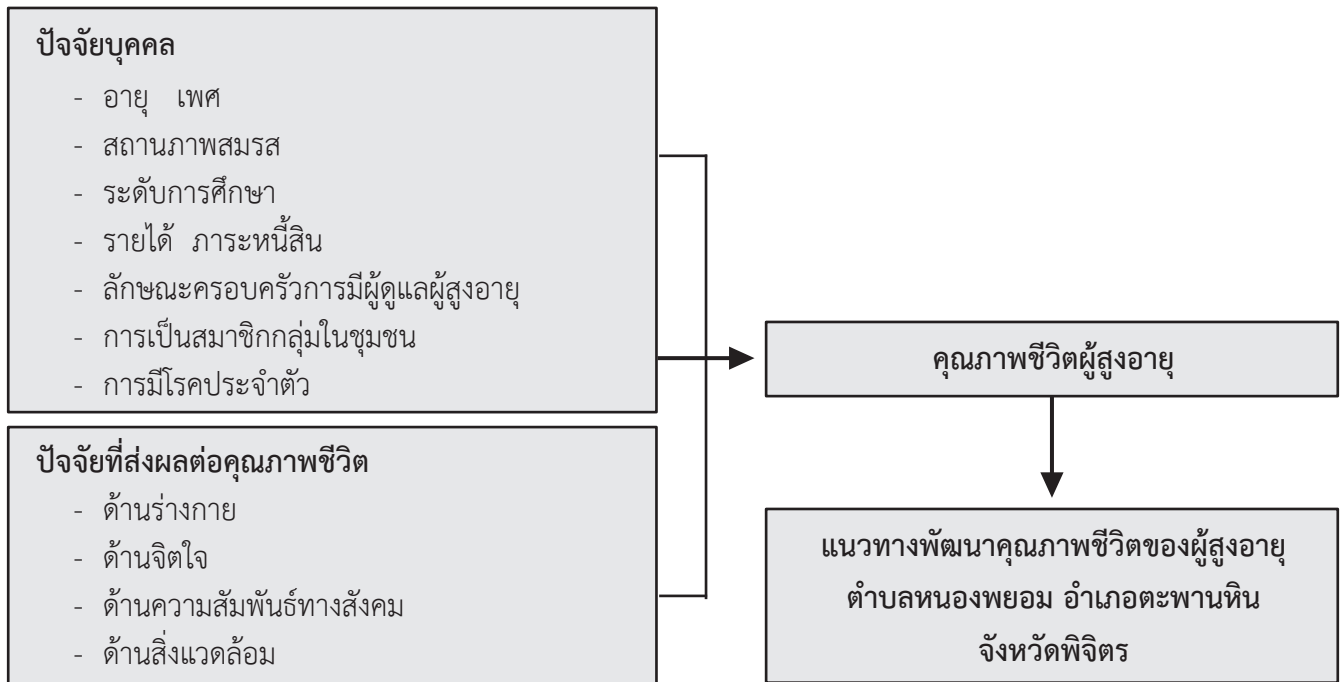 ปัจจัยบุคคล
- อายุ เพศ
- สถานภาพสมรส
- ระดับการศึกษา
- รายได้ ภาระหนี้สิน
- ลักษณะครอบครัวการมีผู้ดูแลผู้สูงอายุ
- การเป็นสมาชิกกลุ่มในชุมชน
- การมีโรคประจำตัว
ปัจจัยที่ส่งผลต่อคุณภาพชีวิต
- ด้านร่างกาย
- ด้านจิตใจ
- ด้านความสัมพันธ์ทางสังคม
- ด้านสิ่งแวดล้อม
คุณภาพชีวิตผู้สูงอายุ
แนวทางพัฒนาคุณภาพชีวิตของผู้สูงอายุ
ตำบลหนองพยอม อำเภอตะพานหิน
จังหวัดพิจิตร